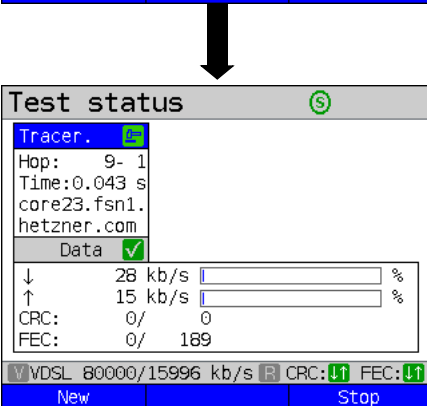 Test status S
Tracer.
Hop: 9- 1
Time:0.043 s
core23.fsn1.
hetzner.com
Data ✓
↓ 28 kb/s %
↑ 15 kb/s %
CRC: 0/ 0
FEC: 0/ 189
V VDSL 80000/15996 kb/s R CRC:↓↑ FEC:↓↑
New Stop